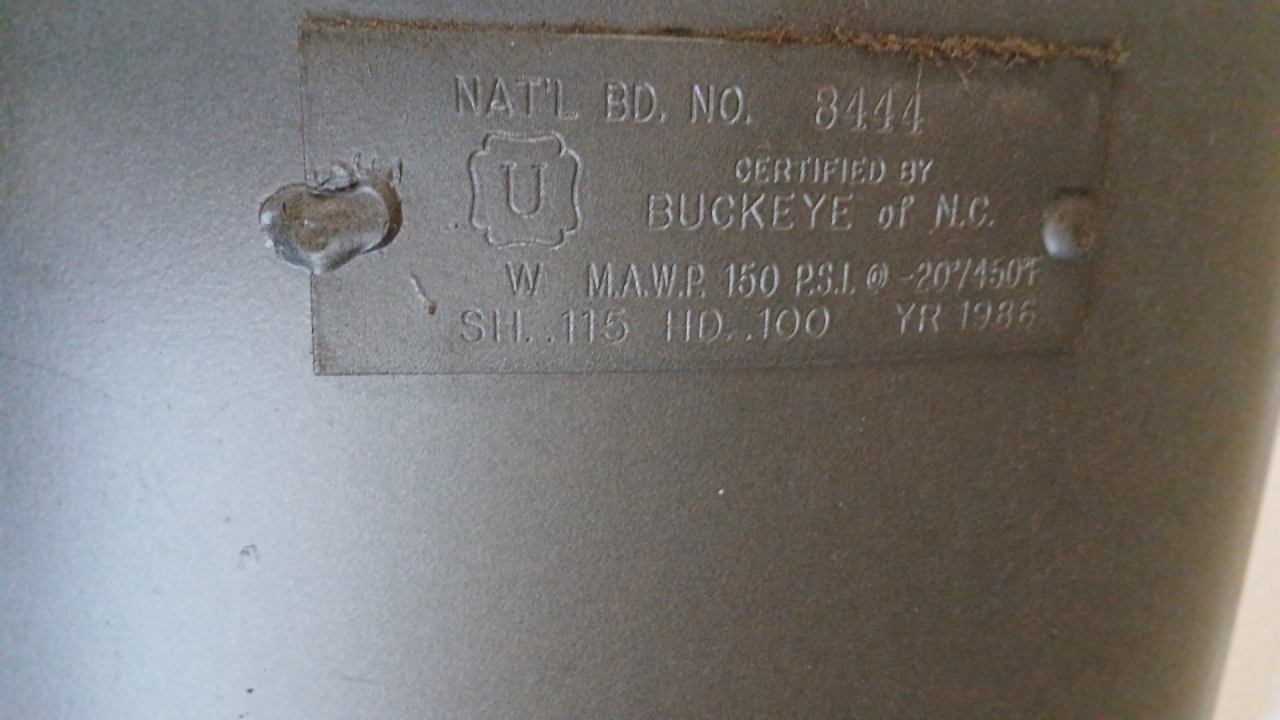 NAT'L BD. NO. 8444
U
CERTIFIED BY
BUCKEYE of N.C.
W M.A.W.P. 150 P.S.I. @ -20°/450°F
SH. .115 HD. .100 YR 1986